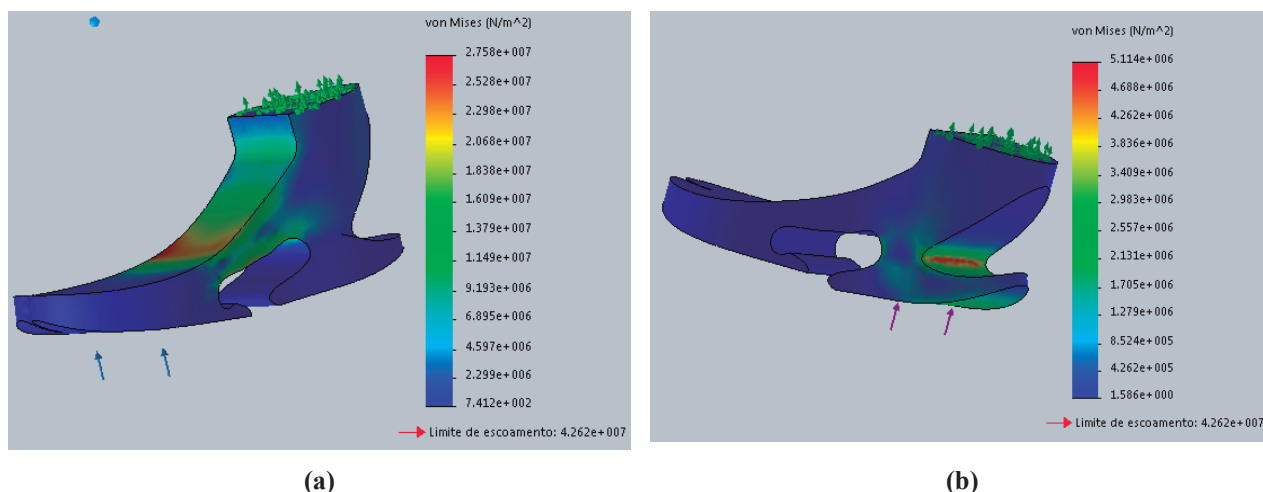 von Mises (N/m^2)
2.758e+007
2.528e+007
2.298e+007
2.068e+007
1.838e+007
1.609e+007
1.379e+007
1.149e+007
9.193e+006
6.895e+006
4.597e+006
2.299e+006
7.412e+002
Limite de escoamento: 4.262e+007
(a)
von Mises (N/m^2)
5.114e+006
4.688e+006
4.262e+006
3.836e+006
3.409e+006
2.983e+006
2.557e+006
2.131e+006
1.705e+006
1.279e+006
8.524e+005
4.262e+005
1.586e+000
Limite de escoamento: 4.262e+007
(b)